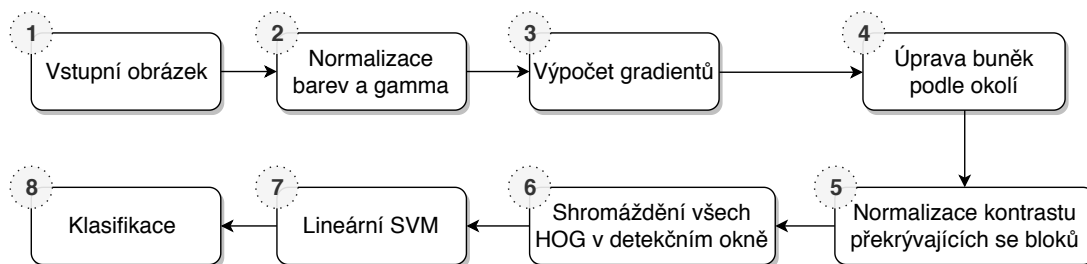 1
Vstupní obrázek
2
Normalizace
barev a gamma
3
Výpočet gradientů
4
Úprava buněk
podle okolí
5
Normalizace kontrastu
překrývajících se bloků
6
Shromáždění všech
HOG v detekčním okně
7
Lineární SVM
8
Klasifikace